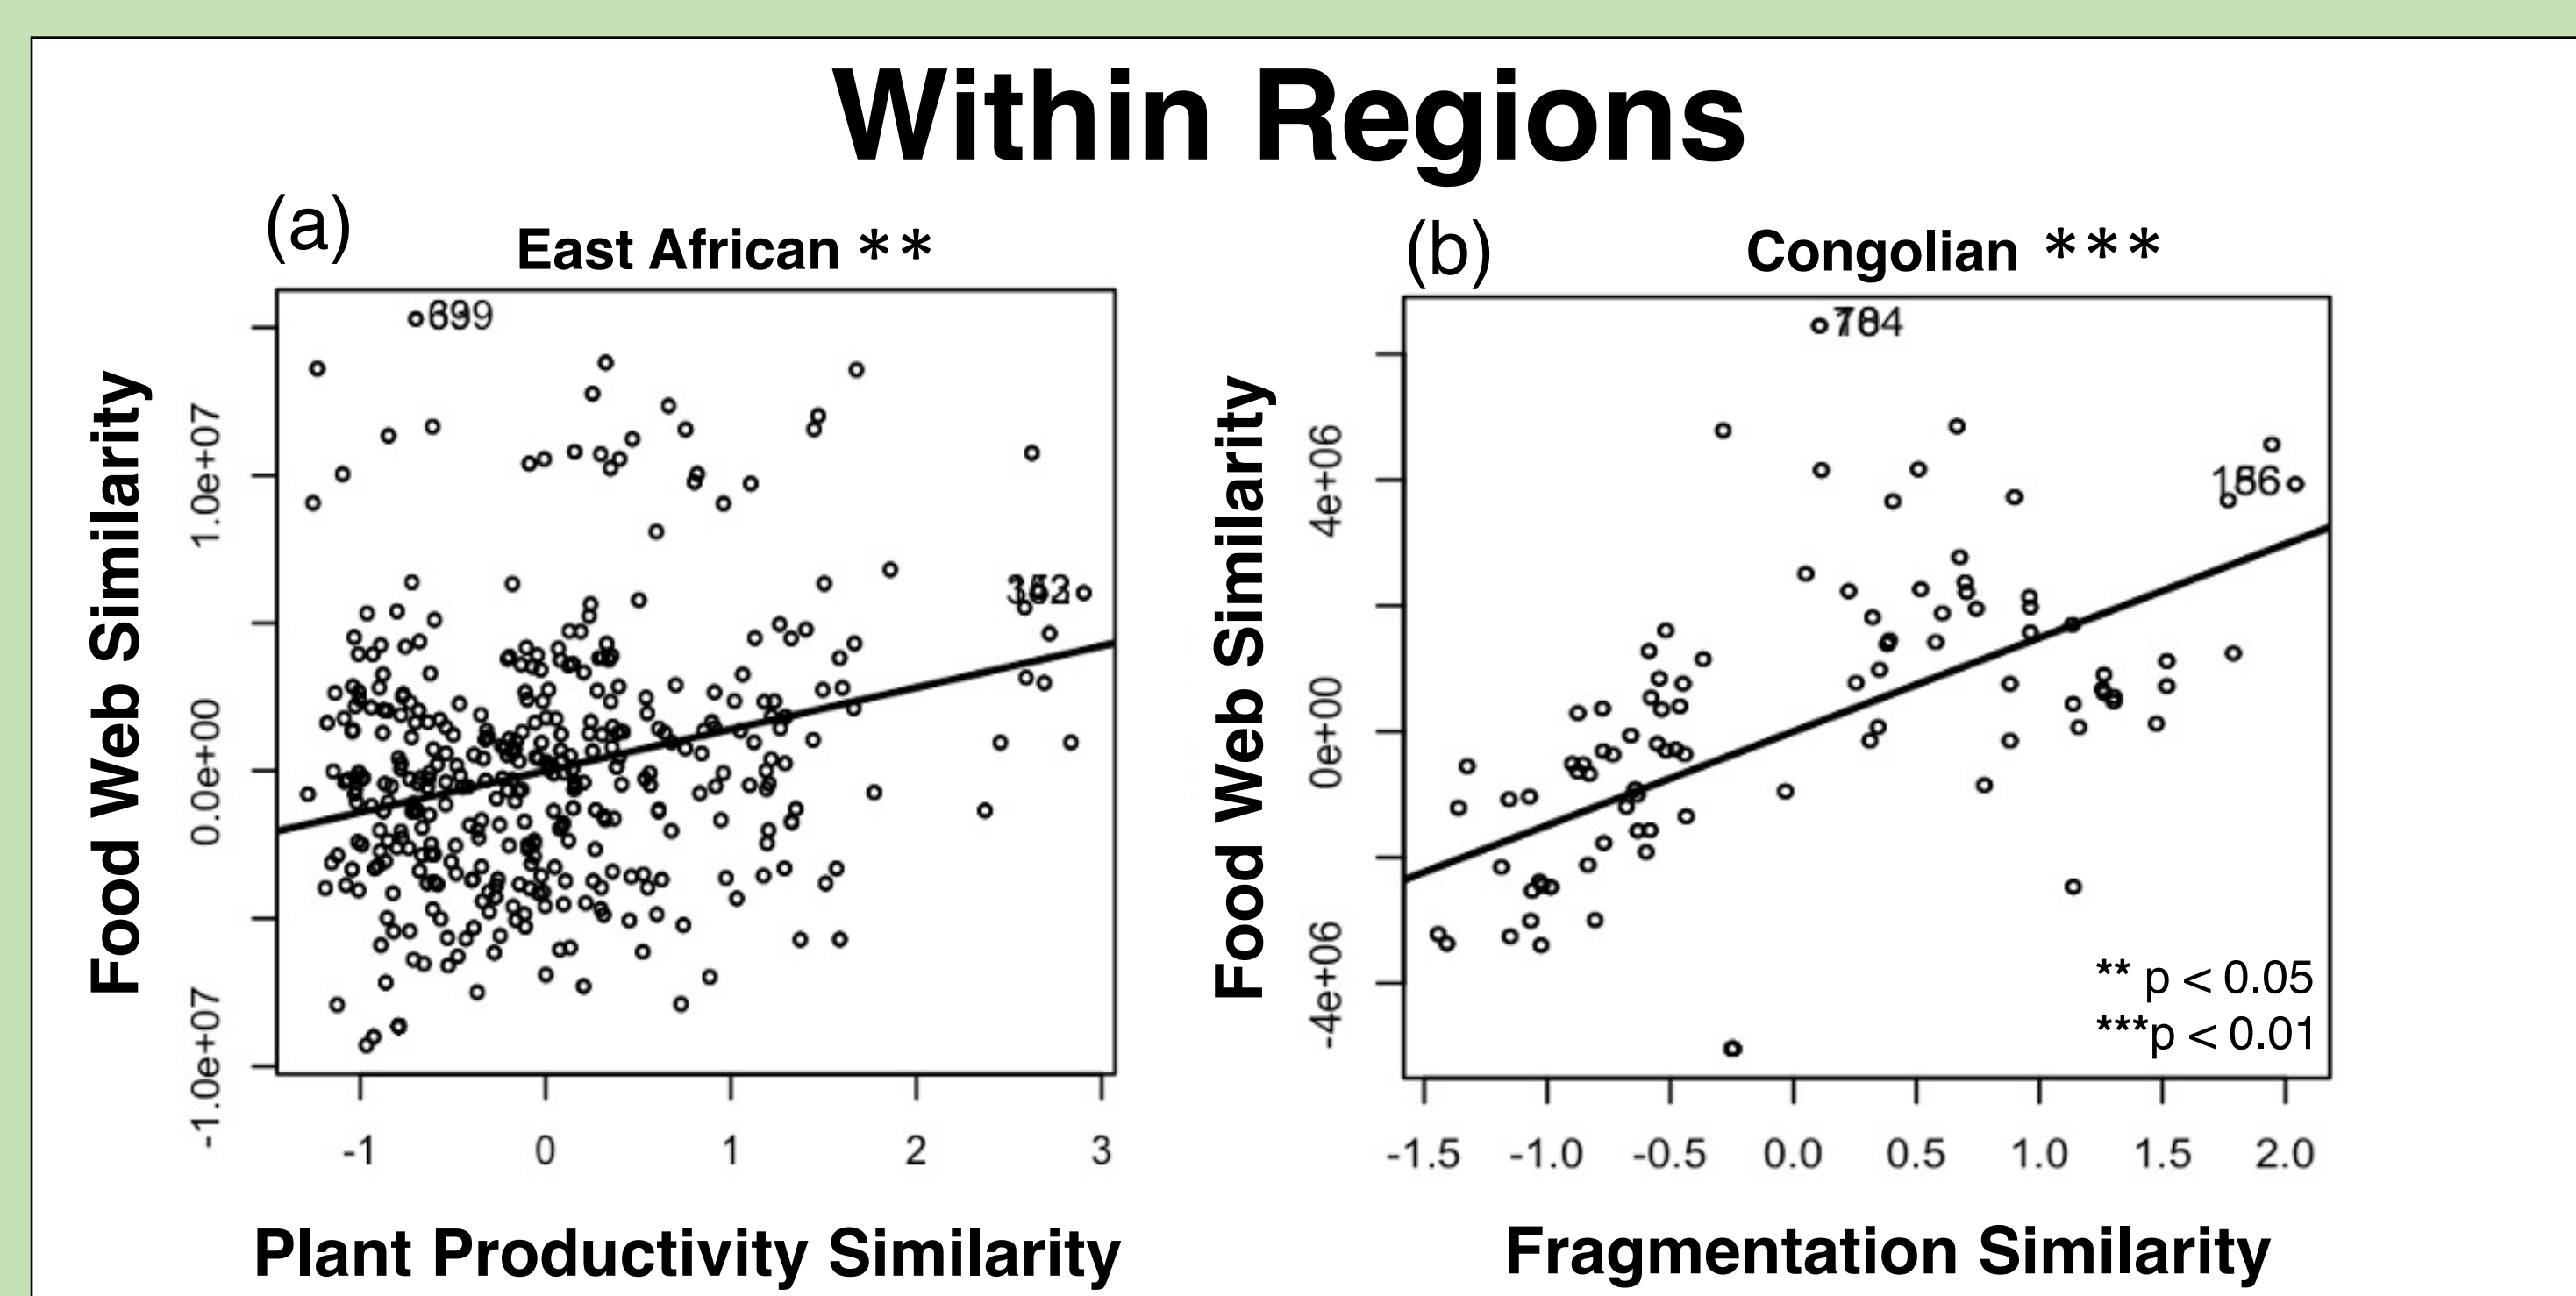 Within Regions
(a)
East African **
Food Web Similarity
1.0e+07
0.0e+00
-1.0e+07
-1 0 1 2 3
Plant Productivity Similarity
(b)
Congolian ***
Food Web Similarity
4e+06
0e+00
-4e+06
** p < 0.05
***p < 0.01
-1.5 -1.0 -0.5 0.0 0.5 1.0 1.5 2.0
Fragmentation Similarity